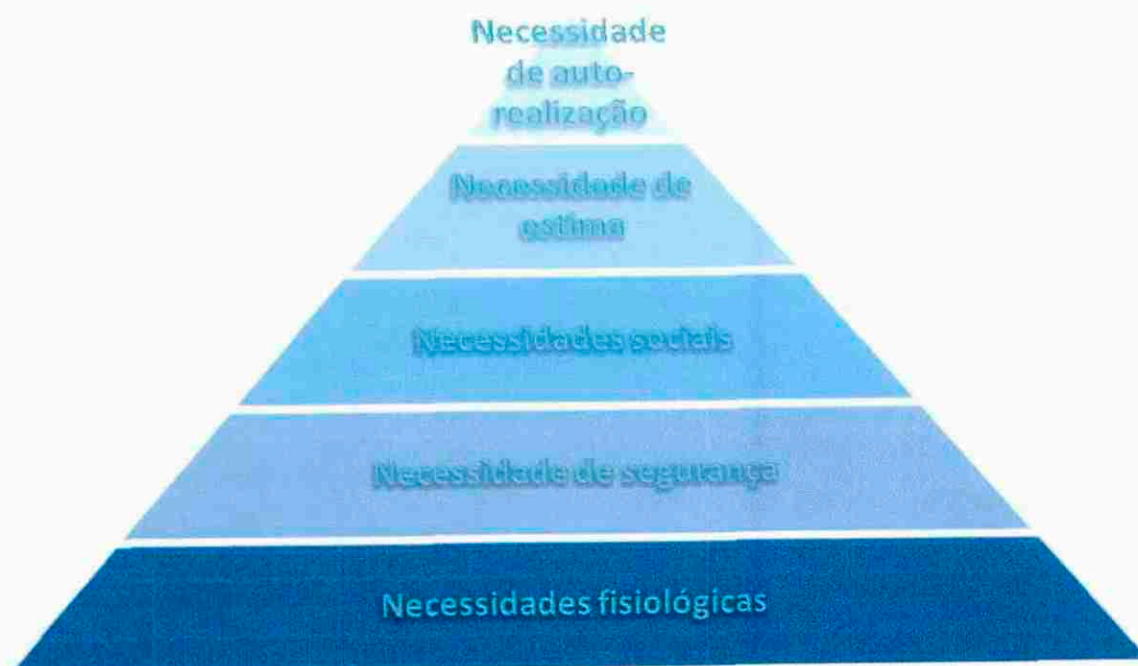 Necessidade
de auto-
realização
Necessidade de
estima
Necessidades sociais
Necessidade de segurança
Necessidades fisiológicas